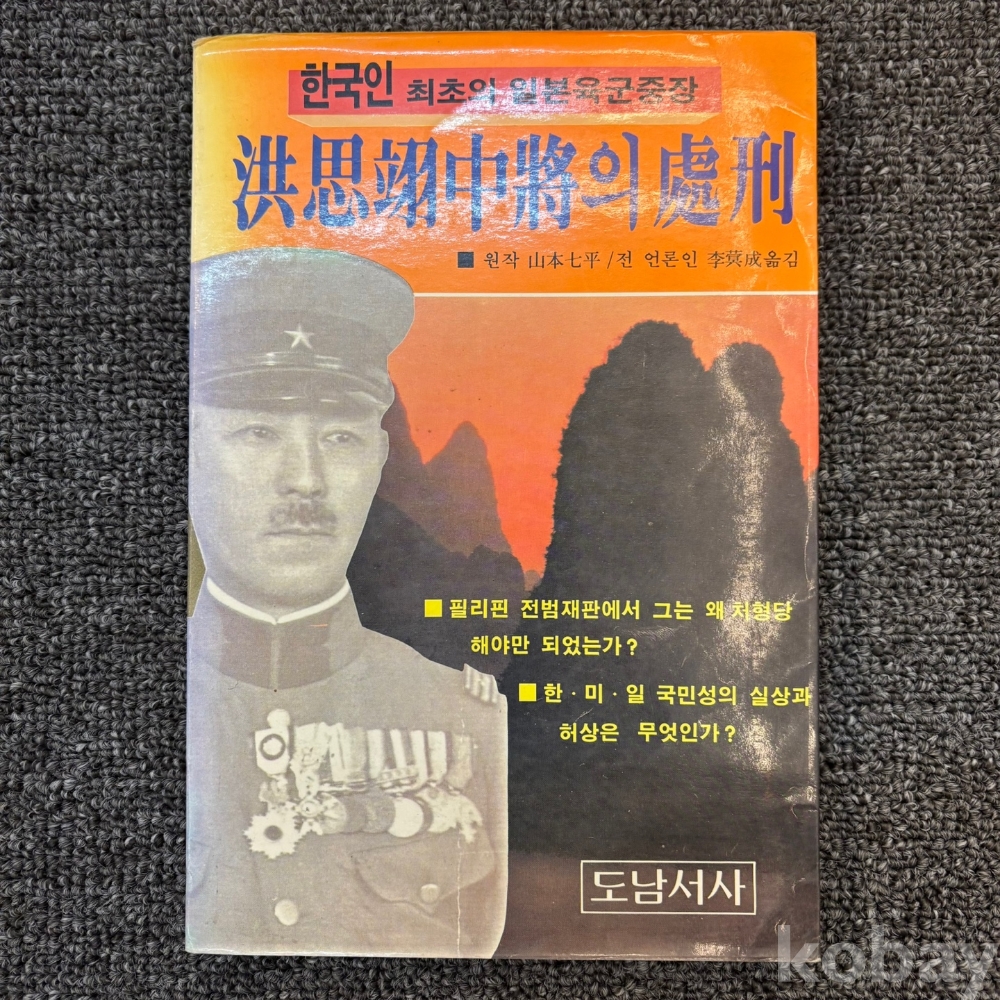 한국인 최초의 일본육군중장
洪思翊中將의 處刑
■ 원작 山本七平 / 전 언론인 李蓂成옮김
■ 필리핀 전범재판에서 그는 왜 처형당
해야만 되었는가?
■ 한·미·일 국민성의 실상과
허상은 무엇인가?
도남서사
kobay